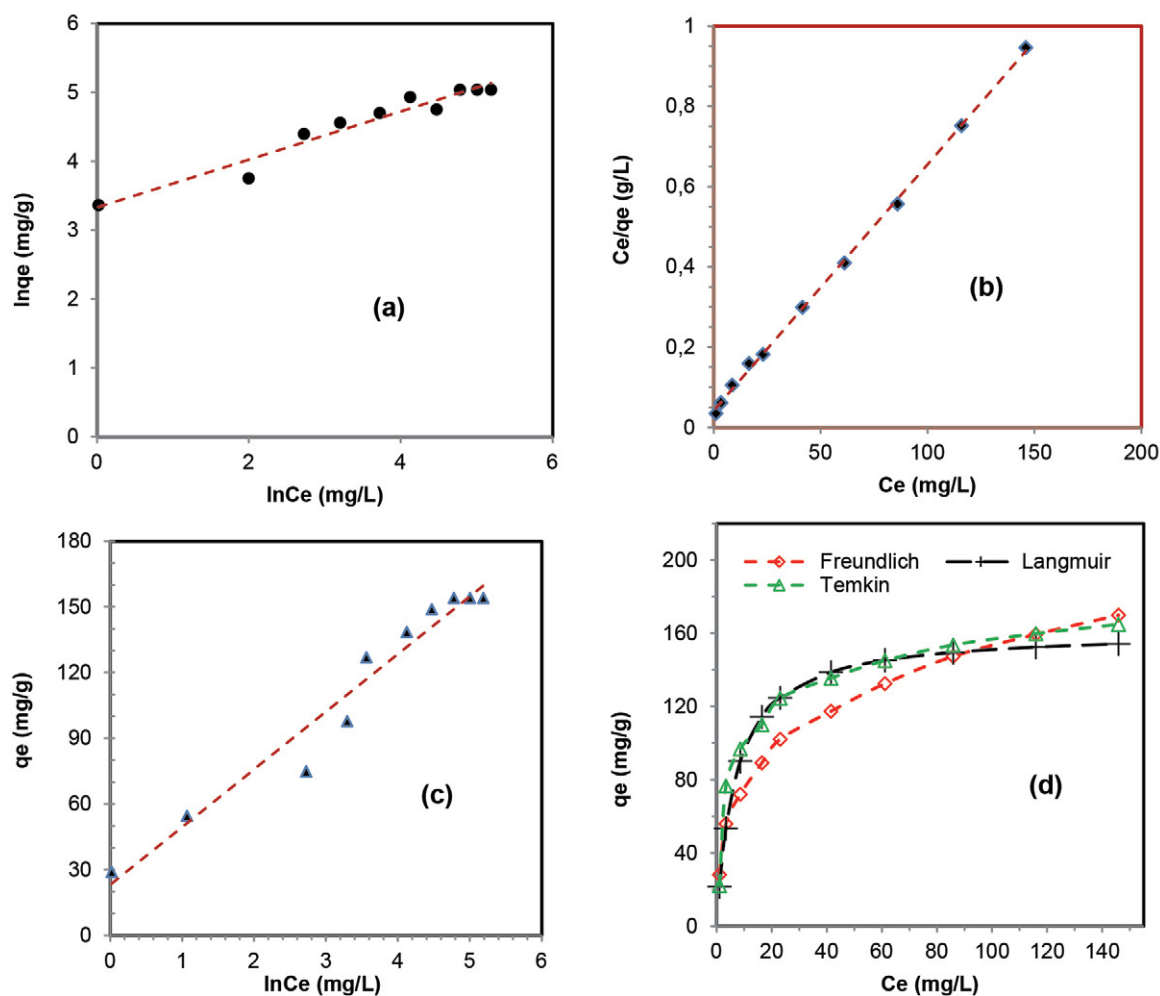 6
5
4
3
2
1
0
0 2 4 6
lnqe (mg/g)
lnCe (mg/L)
(a)
1
0,8
0,6
0,4
0,2
0
0 50 100 150 200
Ce/qe (g/L)
Ce (mg/L)
(b)
180
150
120
90
60
30
0
0 1 2 3 4 5 6
qe (mg/g)
lnCe (mg/L)
(c)
200
160
120
80
40
0
0 20 40 60 80 100 120 140
qe (mg/g)
Ce (mg/L)
Freundlich Langmuir
Temkin
(d)